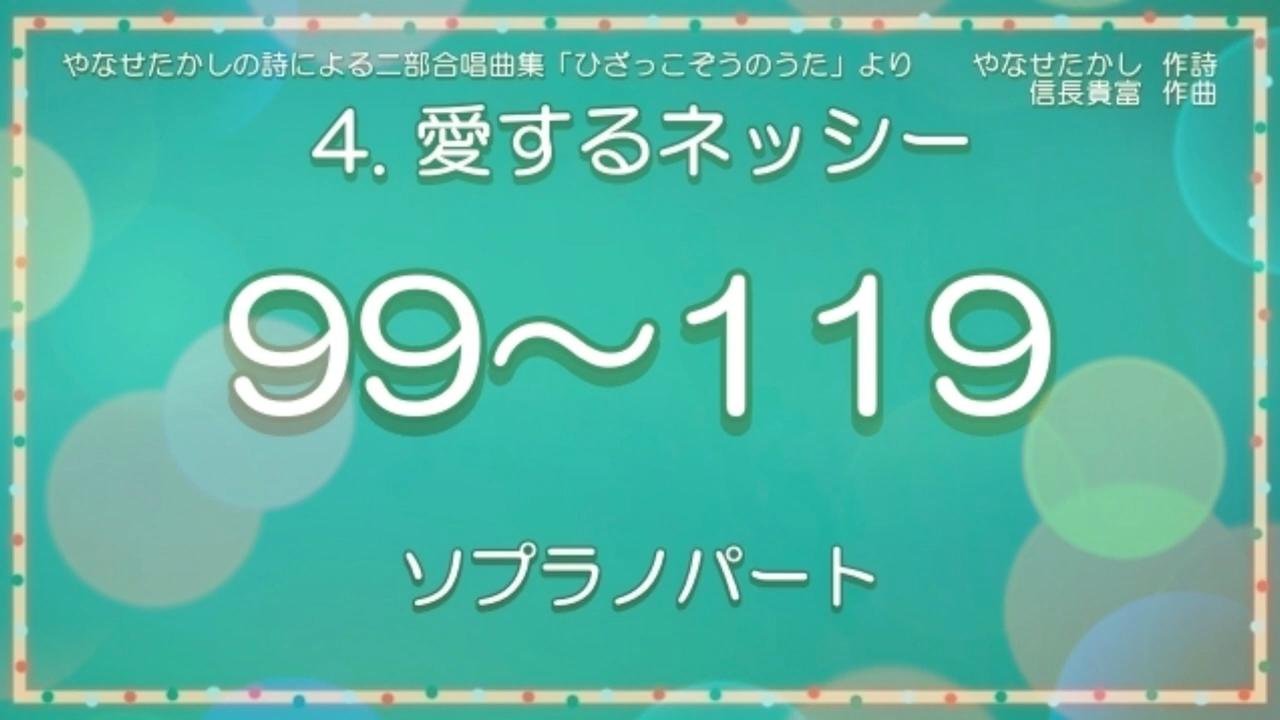 やなせたかしの詩による二部合唱曲集「ひざっこぞうのうた」より
やなせたかし 作詩
信長貴富 作曲
4. 愛するネッシー
99～119
ソプラノパート